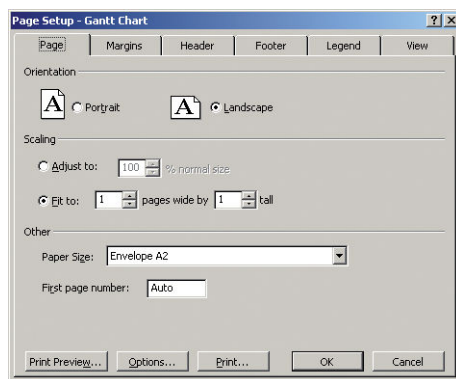 Page Setup - Gantt Chart
Page Margins Header Footer Legend View
Orientation
A Portrait A Landscape
Scaling
Adjust to: 100 % normal size
Fit to: 1 pages wide by 1 tall
Other
Paper Size: Envelope A2
First page number: Auto
Print Preview... Options... Print... OK Cancel